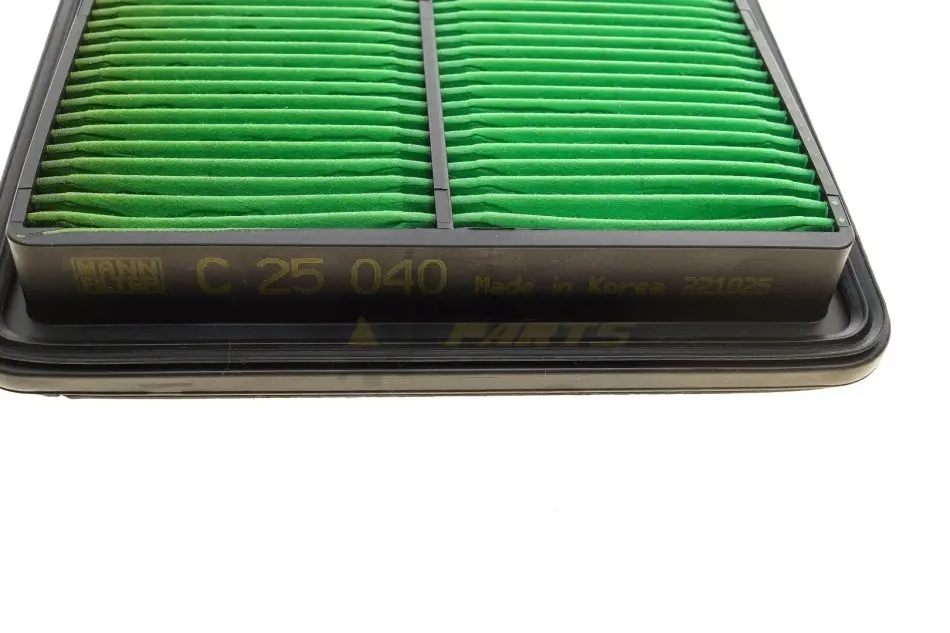 MANN
FILTER
C 25 040 Made in Korea 221025
PARTS